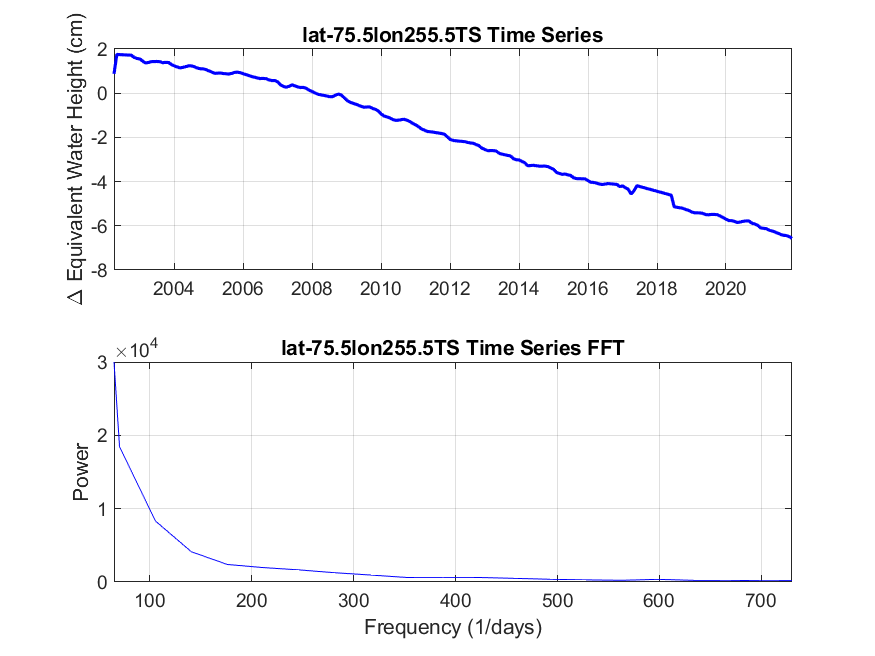 lat-75.5lon255.5TS Time Series
Δ Equivalent Water Height (cm)
2
0
-2
-4
-6
-8
2004 2006 2008 2010 2012 2014 2016 2018 2020
lat-75.5lon255.5TS Time Series FFT
×10⁴
Power
3
2
1
0
100 200 300 400 500 600 700
Frequency (1/days)